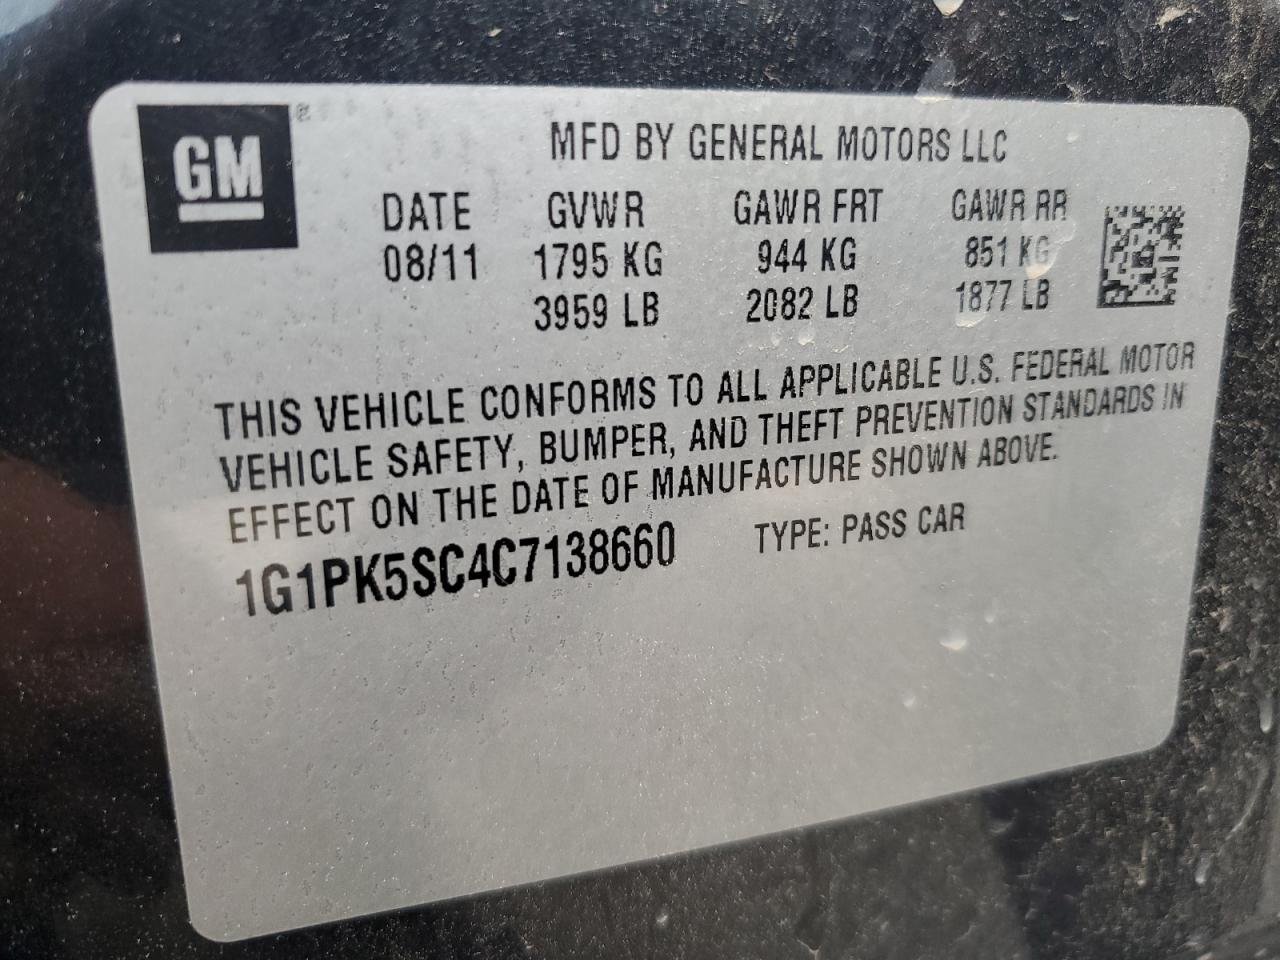 GM
MFD BY GENERAL MOTORS LLC
DATE GVWR GAWR FRT GAWR RR
08/11 1795 KG 944 KG 851 KG
3959 LB 2082 LB 1877 LB
THIS VEHICLE CONFORMS TO ALL APPLICABLE U.S. FEDERAL MOTOR
VEHICLE SAFETY, BUMPER, AND THEFT PREVENTION STANDARDS IN
EFFECT ON THE DATE OF MANUFACTURE SHOWN ABOVE.
1G1PK5SC4C7138660 TYPE: PASS CAR